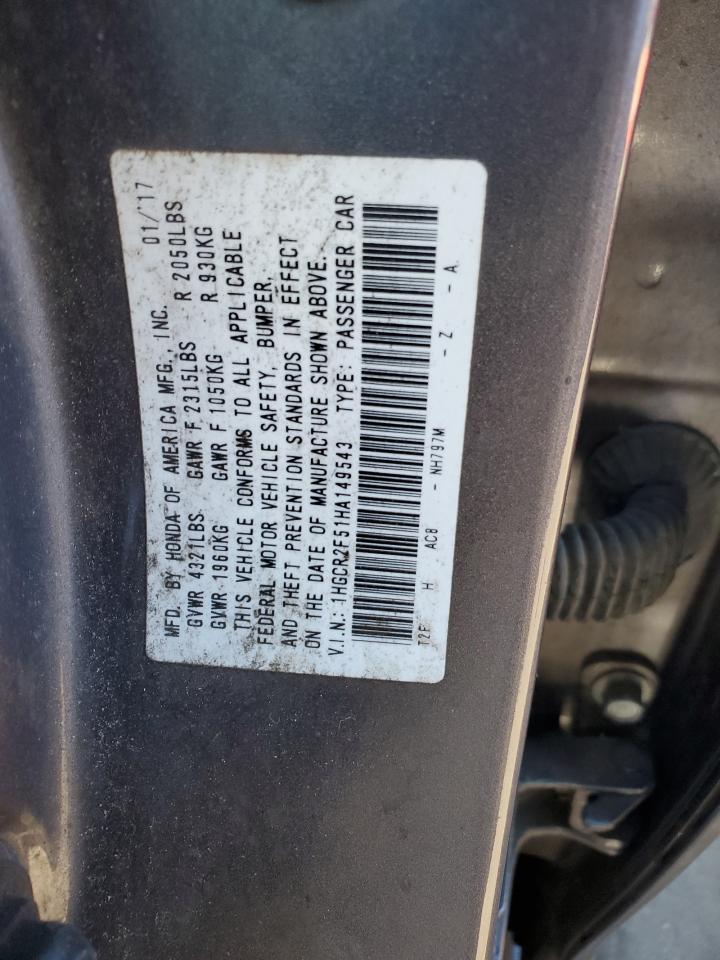 MFD. BY HONDA OF AMERICA MFG., INC. 01/'17
GVWR 4321LBS GAWR F 2315LBS R 2050LBS
GVWR 1960KG GAWR F 1050KG R 930KG
THIS VEHICLE CONFORMS TO ALL APPLICABLE
FEDERAL MOTOR VEHICLE SAFETY, BUMPER,
AND THEFT PREVENTION STANDARDS IN EFFECT
ON THE DATE OF MANUFACTURE SHOWN ABOVE.
V.I.N.: 1HGCR2F51HA149543 TYPE: PASSENGER CAR
T2F H AC8 - NH797M - Z - A